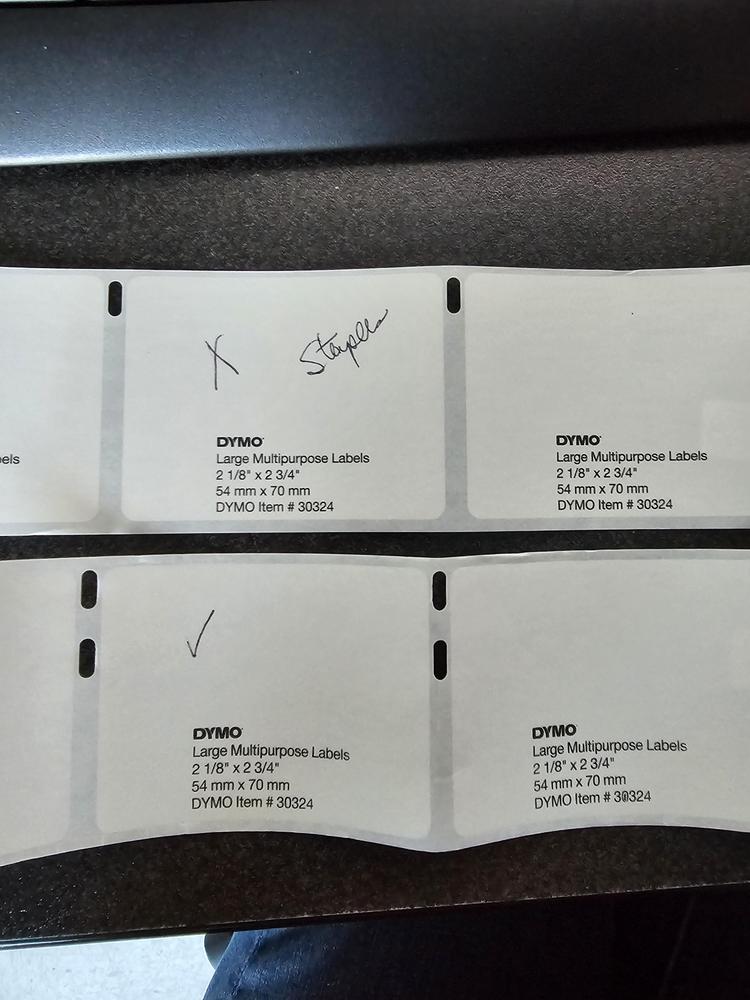 X Staples
DYMO
Large Multipurpose Labels
2 1/8" x 2 3/4"
54 mm x 70 mm
DYMO Item # 30324
DYMO
Large Multipurpose Labels
2 1/8" x 2 3/4"
54 mm x 70 mm
DYMO Item # 30324
els
✓
DYMO
Large Multipurpose Labels
2 1/8" x 2 3/4"
54 mm x 70 mm
DYMO Item # 30324
DYMO
Large Multipurpose Labels
2 1/8" x 2 3/4"
54 mm x 70 mm
DYMO Item # 30324